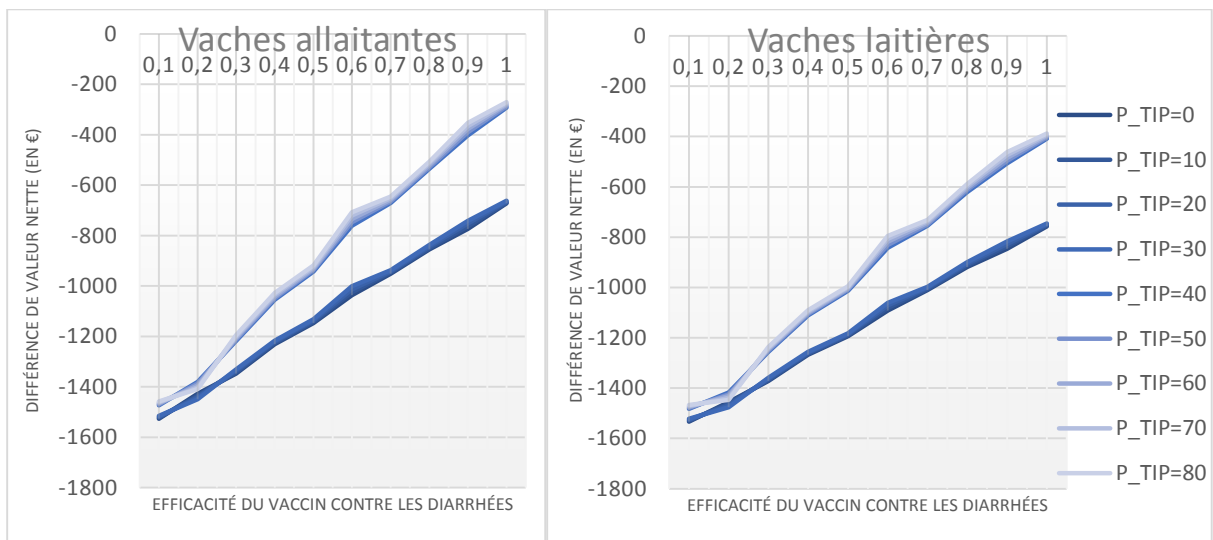 Vaches allaitantes
0
-200
-400
-600
-800
-1000
-1200
-1400
-1600
-1800
0,1 0,2 0,3 0,4 0,5 0,6 0,7 0,8 0,9 1
DIFFÉRENCE DE VALEUR NETTE (EN €)
EFFICACITÉ DU VACCIN CONTRE LES DIARRHÉES
Vaches laitières
0
-200
-400
-600
-800
-1000
-1200
-1400
-1600
-1800
0,1 0,2 0,3 0,4 0,5 0,6 0,7 0,8 0,9 1
DIFFÉRENCE DE VALEUR NETTE (EN €)
EFFICACITÉ DU VACCIN CONTRE LES DIARRHÉES
P_TIP=0
P_TIP=10
P_TIP=20
P_TIP=30
P_TIP=40
P_TIP=50
P_TIP=60
P_TIP=70
P_TIP=80